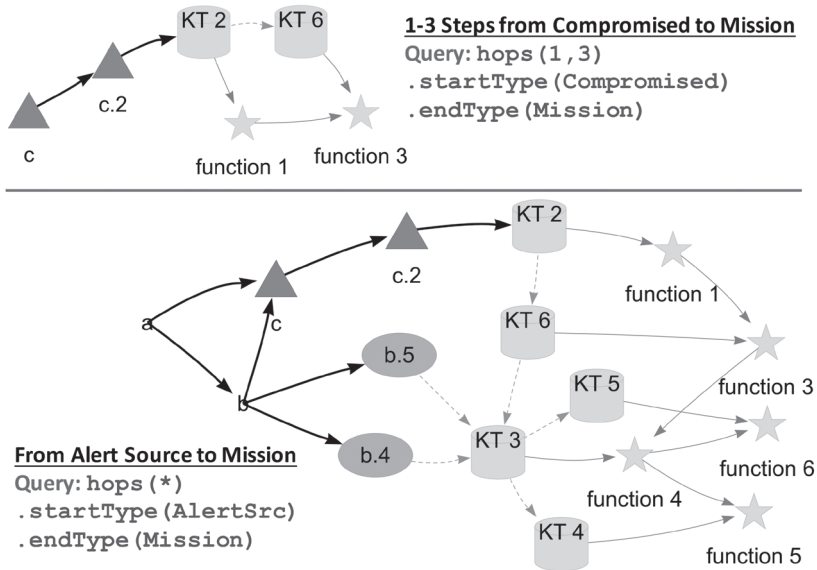 KT 2
KT 6
1-3 Steps from Compromised to Mission
Query: hops(1,3)
.startType(Compromised)
.endType(Mission)
c.2
c
function 1
function 3
KT 2
c.2
function 1
a
c
KT 6
b.5
function 3
KT 5
b
KT 3
function 6
From Alert Source to Mission
Query: hops(*)
.startType(AlertSrc)
.endType(Mission)
b.4
function 4
KT 4
function 5